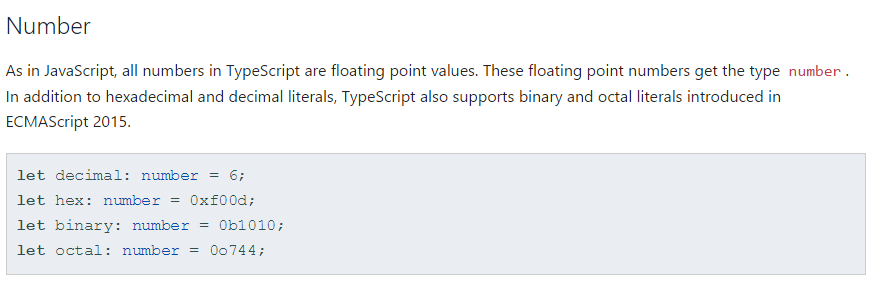 Number
As in JavaScript, all numbers in TypeScript are floating point values. These floating point numbers get the type number.
In addition to hexadecimal and decimal literals, TypeScript also supports binary and octal literals introduced in
ECMAScript 2015.
let decimal: number = 6;
let hex: number = 0xf00d;
let binary: number = 0b1010;
let octal: number = 0o744;